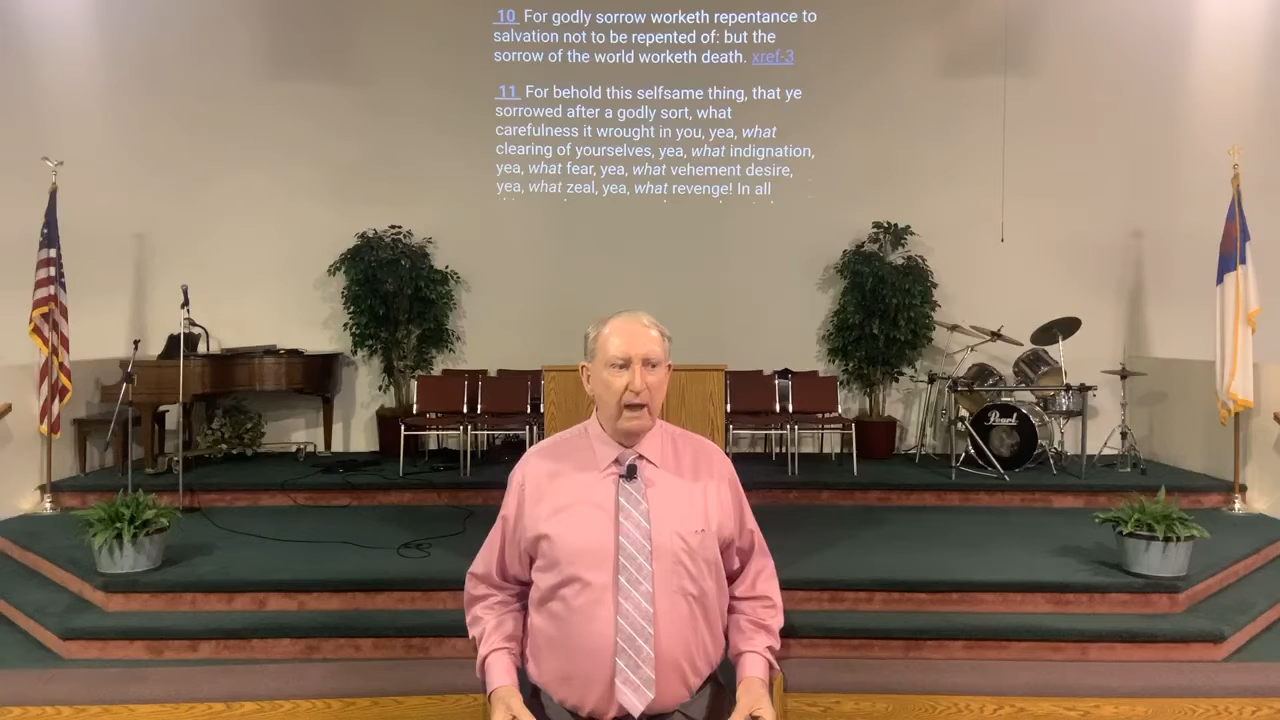 10 For godly sorrow worketh repentance to
salvation not to be repented of: but the
sorrow of the world worketh death. xref-3
11 For behold this selfsame thing, that ye
sorrowed after a godly sort, what
carefulness it wrought in you, yea, what
clearing of yourselves, yea, what indignation,
yea, what fear, yea, what vehement desire,
yea, what zeal, yea, what revenge! In all
Pearl